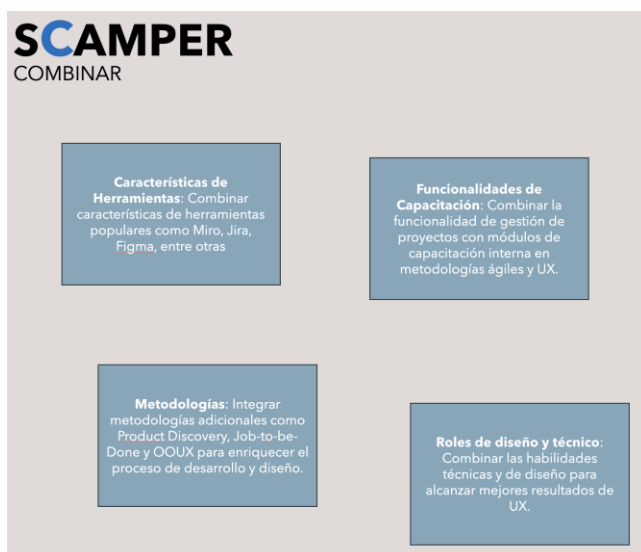 SCAMPER
COMBINAR
Características de
Herramientas: Combinar
características de herramientas
populares como Miro, Jira,
Figma, entre otras
Funcionalidades de
Capacitación: Combinar la
funcionalidad de gestión de
proyectos con módulos de
capacitación interna en
metodologías ágiles y UX.
Metodologías: Integrar
metodologías adicionales como
Product Discovery, Job-to-be-
Done y OOUX para enriquecer el
proceso de desarrollo y diseño.
Roles de diseño y técnico:
Combinar las habilidades
técnicas y de diseño para
alcanzar mejores resultados de
UX.